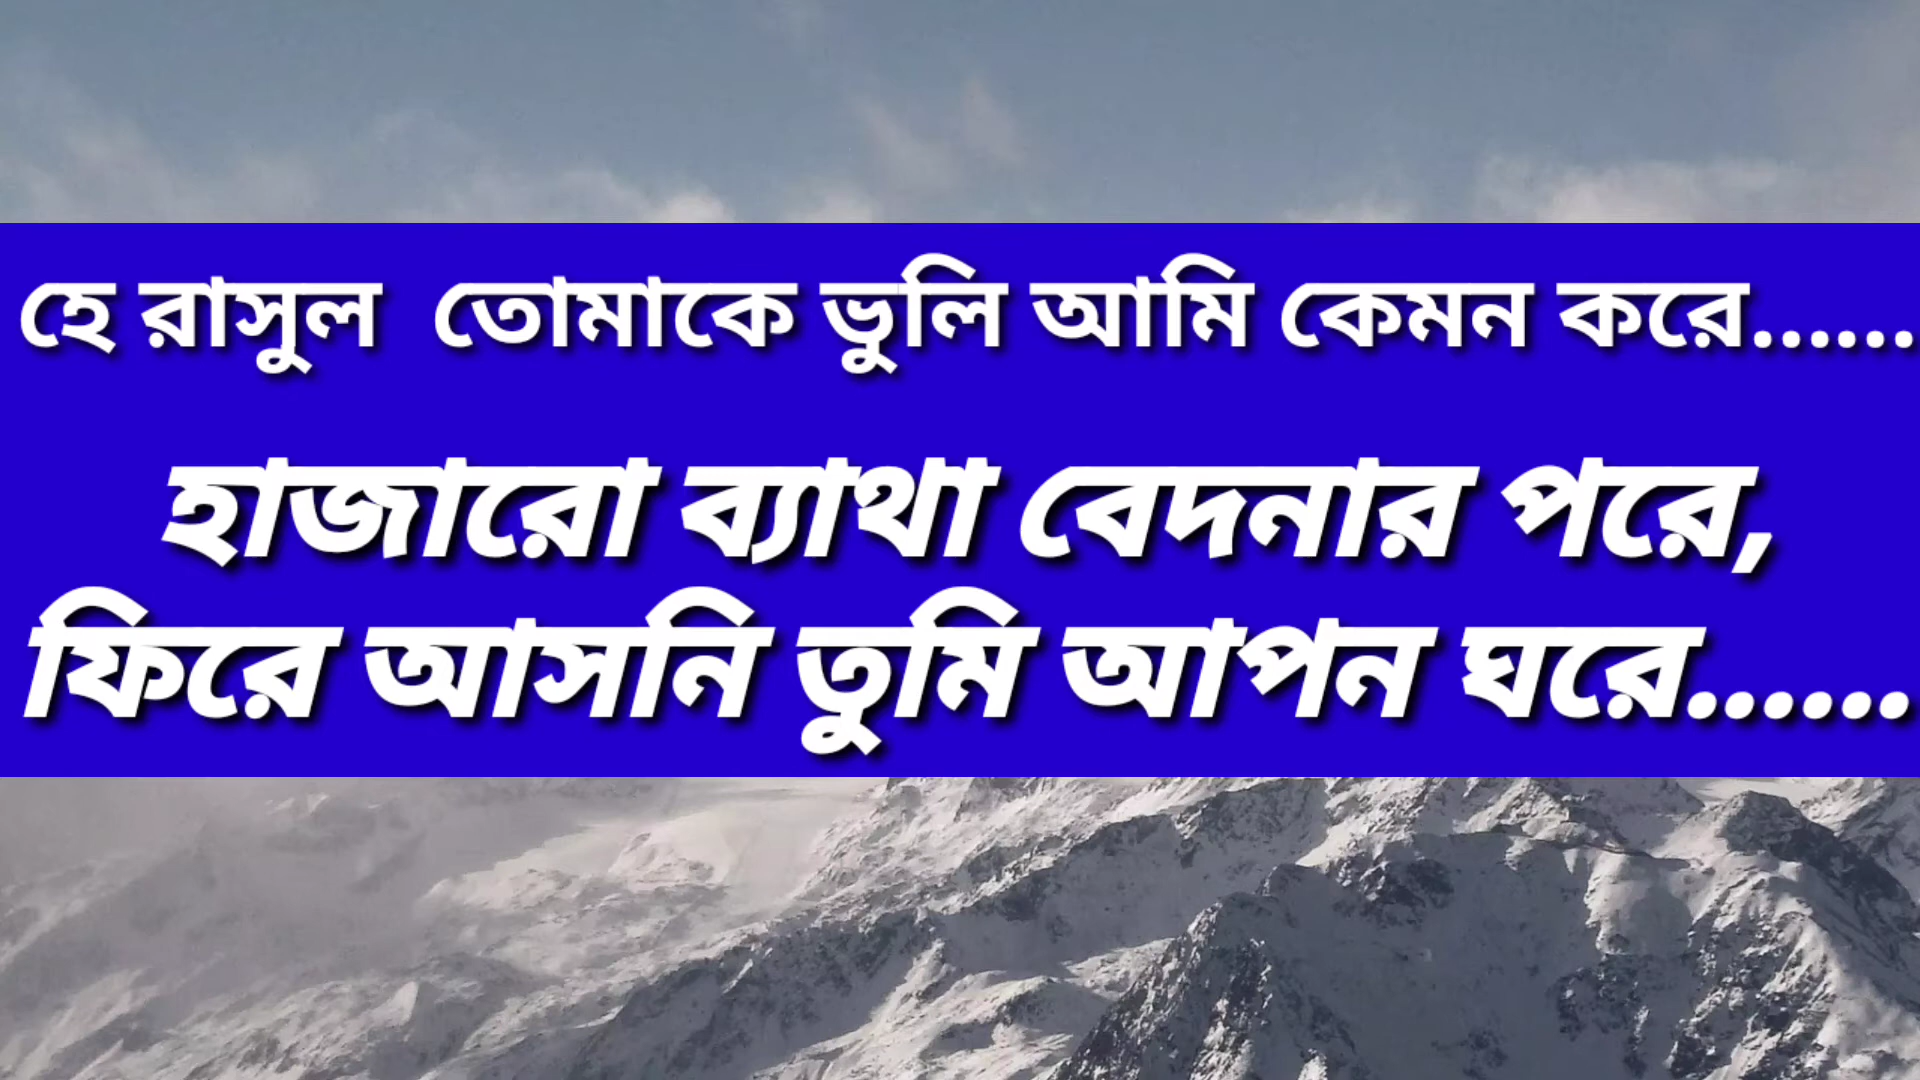 হে রাসুল  তোমাকে ভুলি আমি কেমন করে......
হাজারো ব্যাথা বেদনার পরে,
ফিরে আসনি তুমি আপন ঘরে......